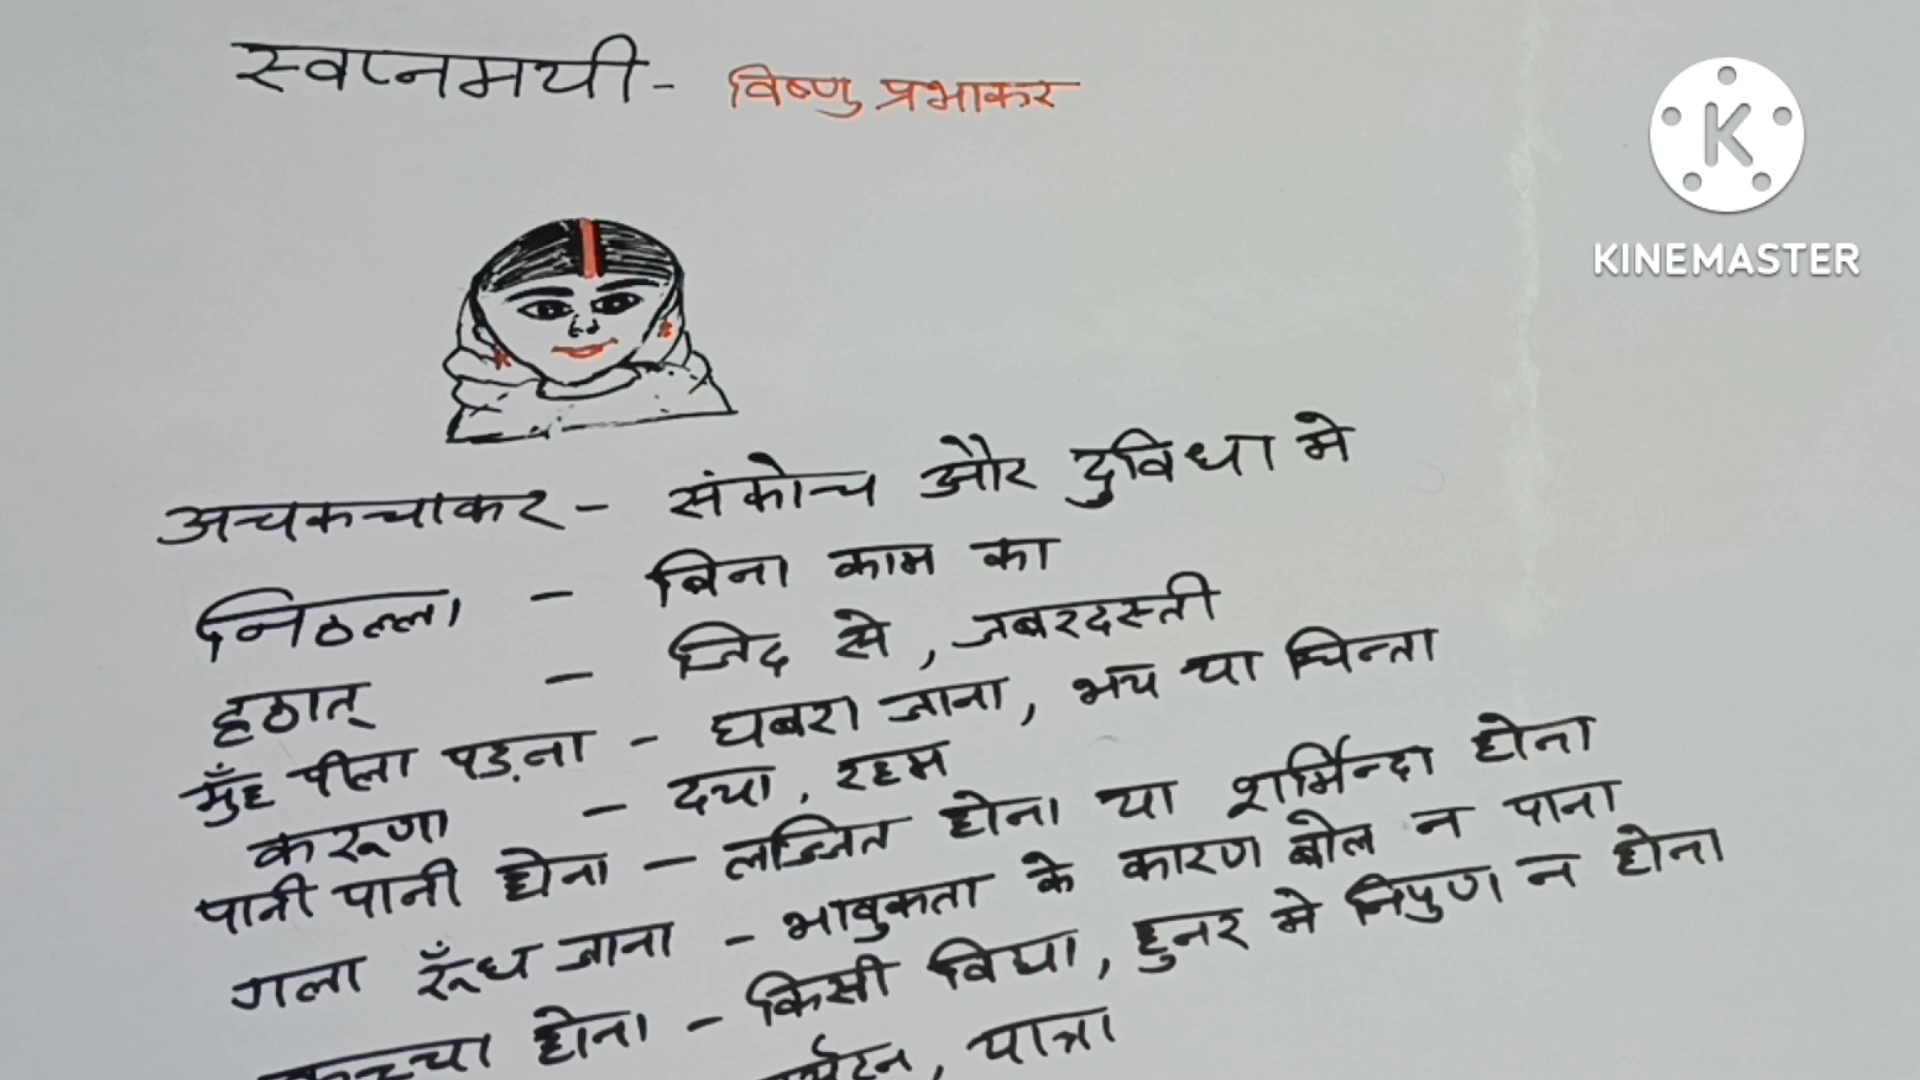 स्वप्नमयी - विष्णु प्रभाकर
K
KINEMASTER
अचकचाकर - संकोच और दुविधा मे
निठल्ला - बिना काम का
हठात् - जिद से, जबरदस्ती
मुँह पीला पड़ना - घबरा जाना, भय या चिन्ता
करूणा - दया, रहम
पानी पानी होना - लज्जित होना या शर्मिन्दा होना
गला रूँध जाना - भाबुकता के कारण बोल न पाना
कच्चा होना - किसी विद्या, हुनर मे निपुण न होना
यात्रा